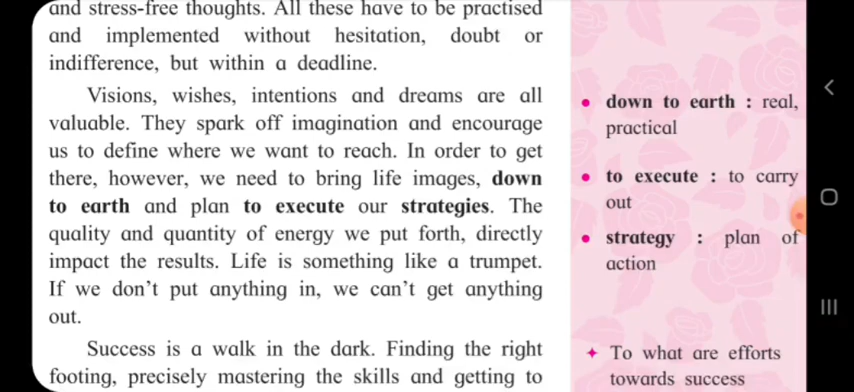 and stress-free thoughts. All these have to be practised
and implemented without hesitation, doubt or
indifference, but within a deadline.
Visions, wishes, intentions and dreams are all
valuable. They spark off imagination and encourage
us to define where we want to reach. In order to get
there, however, we need to bring life images, down
to earth and plan to execute our strategies. The
quality and quantity of energy we put forth, directly
impact the results. Life is something like a trumpet.
If we don't put anything in, we can't get anything
out.
Success is a walk in the dark. Finding the right
footing, precisely mastering the skills and getting to
• down to earth : real,
practical
• to execute : to carry
out
• strategy : plan of
action
✦ To what are efforts
towards success